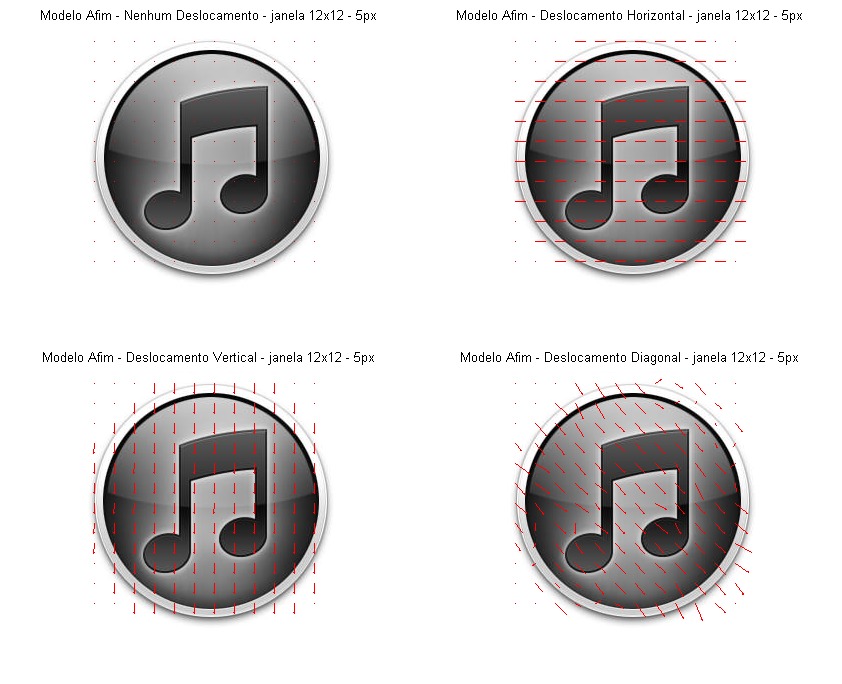 Modelo Afim - Nenhum Deslocamento - janela 12x12 - 5px
Modelo Afim - Deslocamento Horizontal - janela 12x12 - 5px
Modelo Afim - Deslocamento Vertical - janela 12x12 - 5px
Modelo Afim - Deslocamento Diagonal - janela 12x12 - 5px